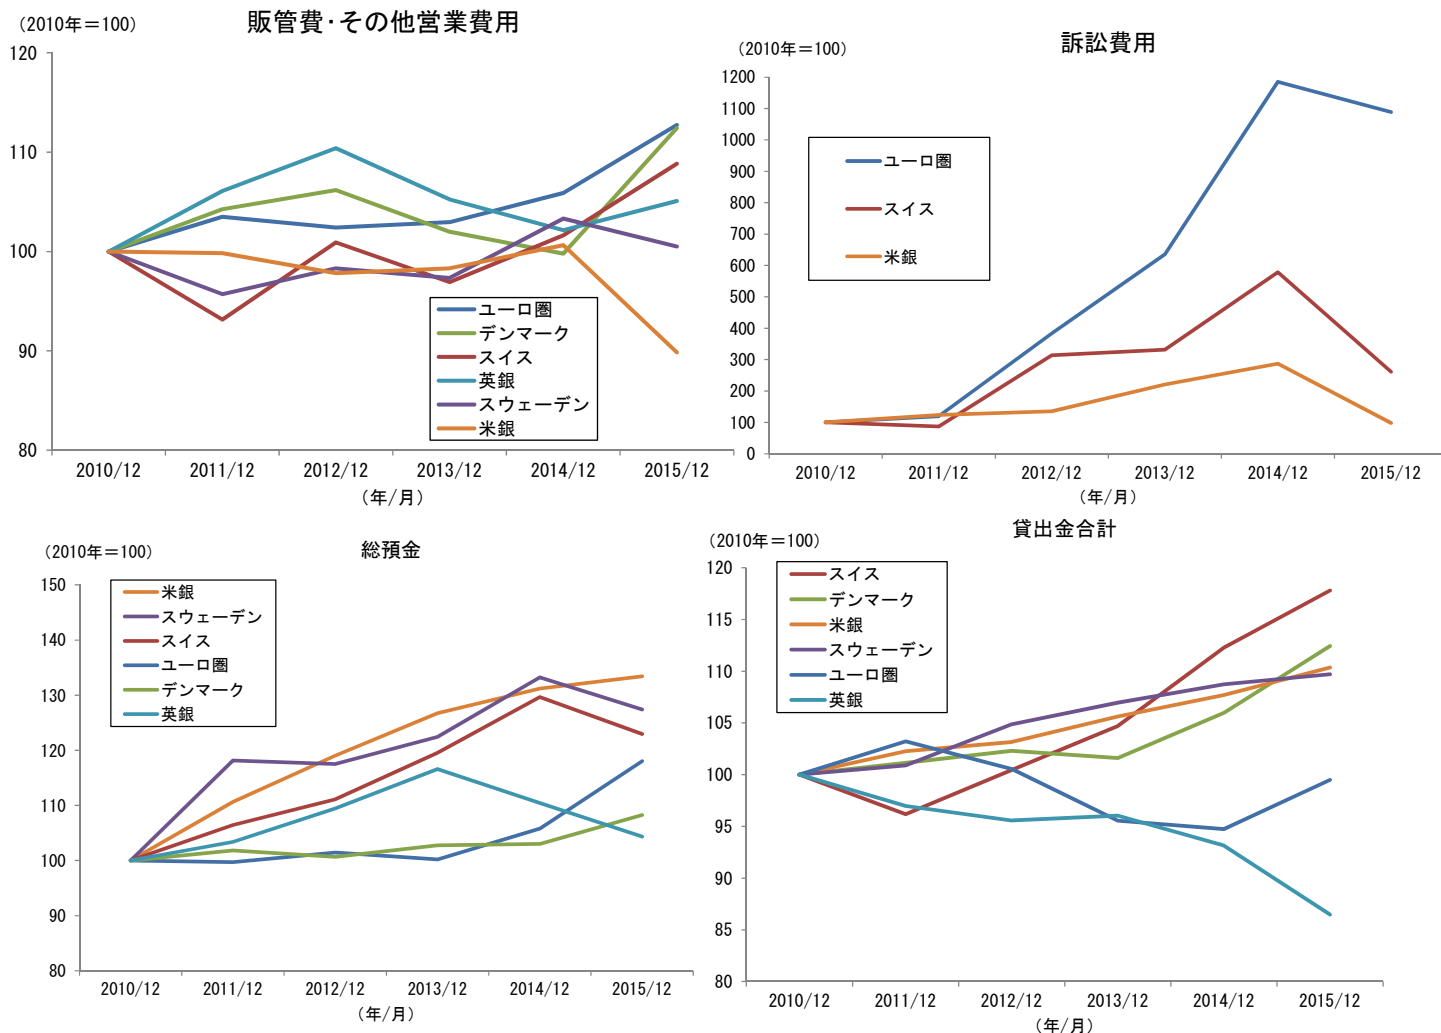 販管費・その他営業費用
（2010年＝100）
120
110
100
90
80
ユーロ圏
デンマーク
スイス
英銀
スウェーデン
米銀
2010/12 2011/12 2012/12 2013/12 2014/12 2015/12
（年/月）
訴訟費用
（2010年＝100）
1200
1100
1000
900
800
700
600
500
400
300
200
100
0
ユーロ圏
スイス
米銀
2010/12 2011/12 2012/12 2013/12 2014/12 2015/12
（年/月）
総預金
（2010年＝100）
150
140
130
120
110
100
90
80
米銀
スウェーデン
スイス
ユーロ圏
デンマーク
英銀
2010/12 2011/12 2012/12 2013/12 2014/12 2015/12
（年/月）
貸出金合計
（2010年＝100）
120
115
110
105
100
95
90
85
80
スイス
デンマーク
米銀
スウェーデン
ユーロ圏
英銀
2010/12 2011/12 2012/12 2013/12 2014/12 2015/12
（年/月）